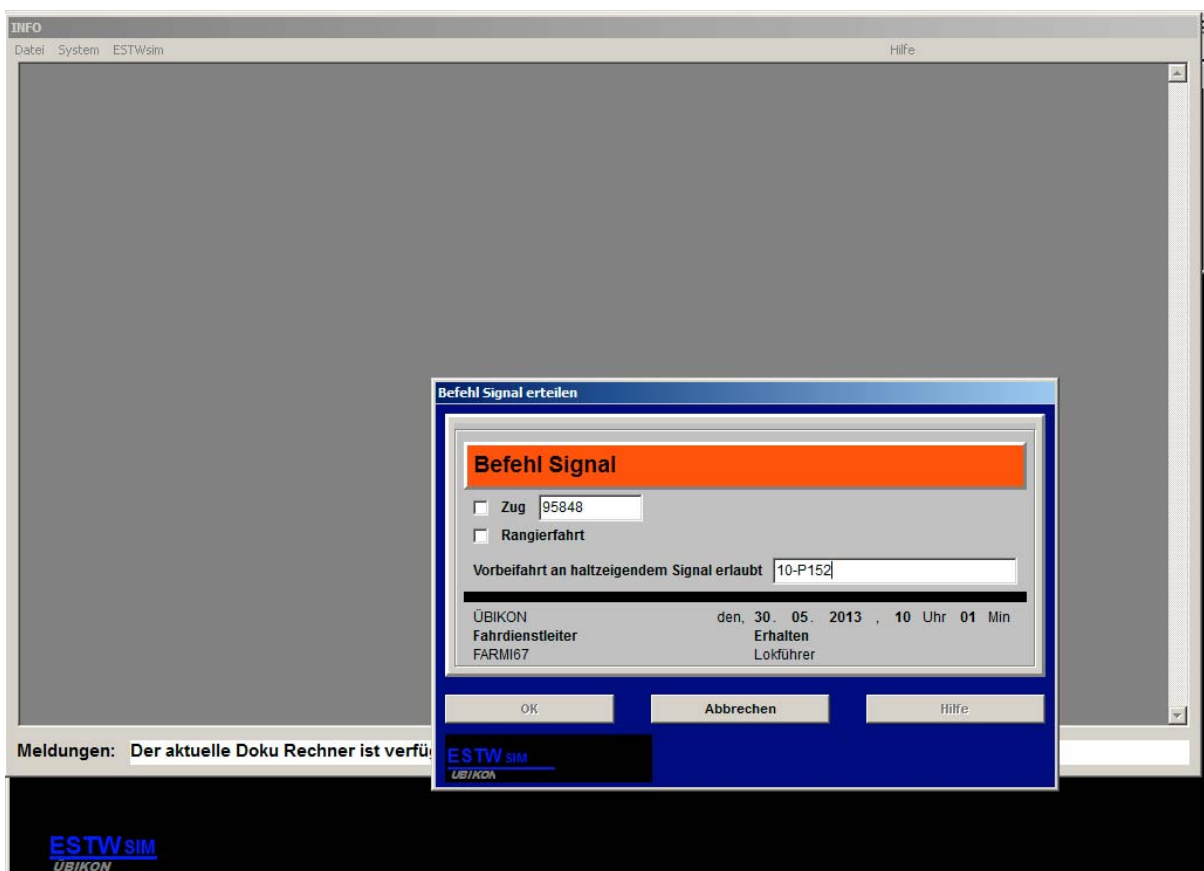 INFO
Datei System ESTWsim Hilfe
Befehl Signal erteilen
Befehl Signal
Zug 95848
Rangierfahrt
Vorbeifahrt an haltzeigendem Signal erlaubt 10-P152
ÜBIKON den, 30. 05. 2013 , 10 Uhr 01 Min
Fahrdienstleiter Erhalten
FARMI67 Lokführer
OK Abbrechen Hilfe
Meldungen: Der aktuelle Doku Rechner ist
ESTW SIM
ÜBIKON
ESTW SIM
ÜBIKON